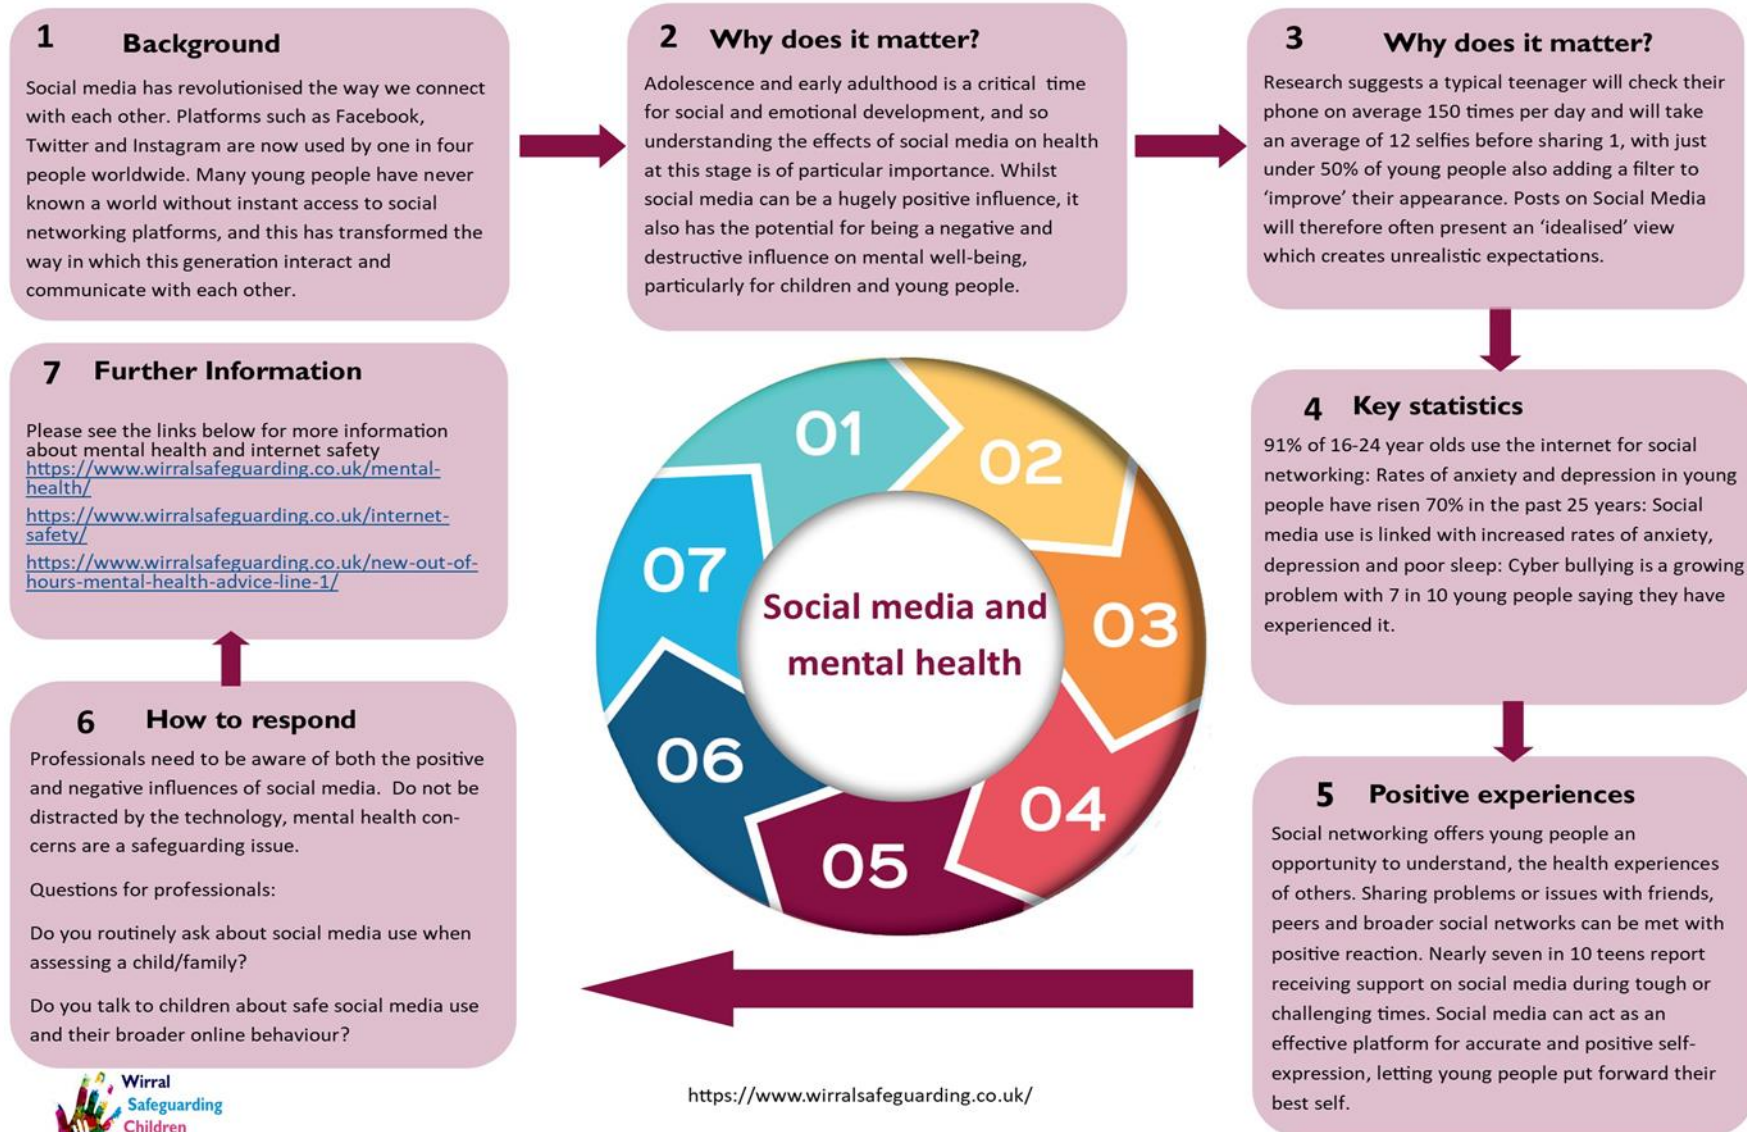 1 Background
Social media has revolutionised the way we connect
with each other. Platforms such as Facebook,
Twitter and Instagram are now used by one in four
people worldwide. Many young people have never
known a world without instant access to social
networking platforms, and this has transformed the
way in which this generation interact and
communicate with each other.
2 Why does it matter?
Adolescence and early adulthood is a critical time
for social and emotional development, and so
understanding the effects of social media on health
at this stage is of particular importance. Whilst
social media can be a hugely positive influence, it
also has the potential for being a negative and
destructive influence on mental well-being,
particularly for children and young people.
3 Why does it matter?
Research suggests a typical teenager will check their
phone on average 150 times per day and will take
an average of 12 selfies before sharing 1, with just
under 50% of young people also adding a filter to
‘improve’ their appearance. Posts on Social Media
will therefore often present an ‘idealised’ view
which creates unrealistic expectations.
4 Key statistics
91% of 16-24 year olds use the internet for social
networking: Rates of anxiety and depression in young
people have risen 70% in the past 25 years: Social
media use is linked with increased rates of anxiety,
depression and poor sleep: Cyber bullying is a growing
problem with 7 in 10 young people saying they have
experienced it.
5 Positive experiences
Social networking offers young people an
opportunity to understand, the health experiences
of others. Sharing problems or issues with friends,
peers and broader social networks can be met with
positive reaction. Nearly seven in 10 teens report
receiving support on social media during tough or
challenging times. Social media can act as an
effective platform for accurate and positive self-
expression, letting young people put forward their
best self.
6 How to respond
Professionals need to be aware of both the positive
and negative influences of social media. Do not be
distracted by the technology, mental health con-
cerns are a safeguarding issue.
Questions for professionals:
Do you routinely ask about social media use when
assessing a child/family?
Do you talk to children about safe social media use
and their broader online behaviour?
7 Further Information
Please see the links below for more information
about mental health and internet safety
https://www.wirralsafeguarding.co.uk/mental-
health/
https://www.wirralsafeguarding.co.uk/internet-
safety/
https://www.wirralsafeguarding.co.uk/new-out-of-
hours-mental-health-advice-line-1/
01
02
03
04
05
06
07
Social media and
mental health
Wirral
Safeguarding
Children
https://www.wirralsafeguarding.co.uk/